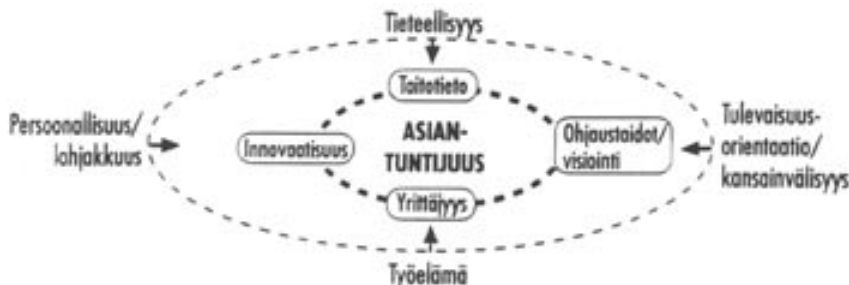 Tieteellisyys
Taitotieto
Persoonallisuus/
lahjakkuus
Innovaatisuus
ASIAN-
TUNTIJUUS
Ohjaustaidot/
visiointi
Tulevaisuus-
orientaatio/
kansainvälisyys
Yrittäjyys
Työelämä